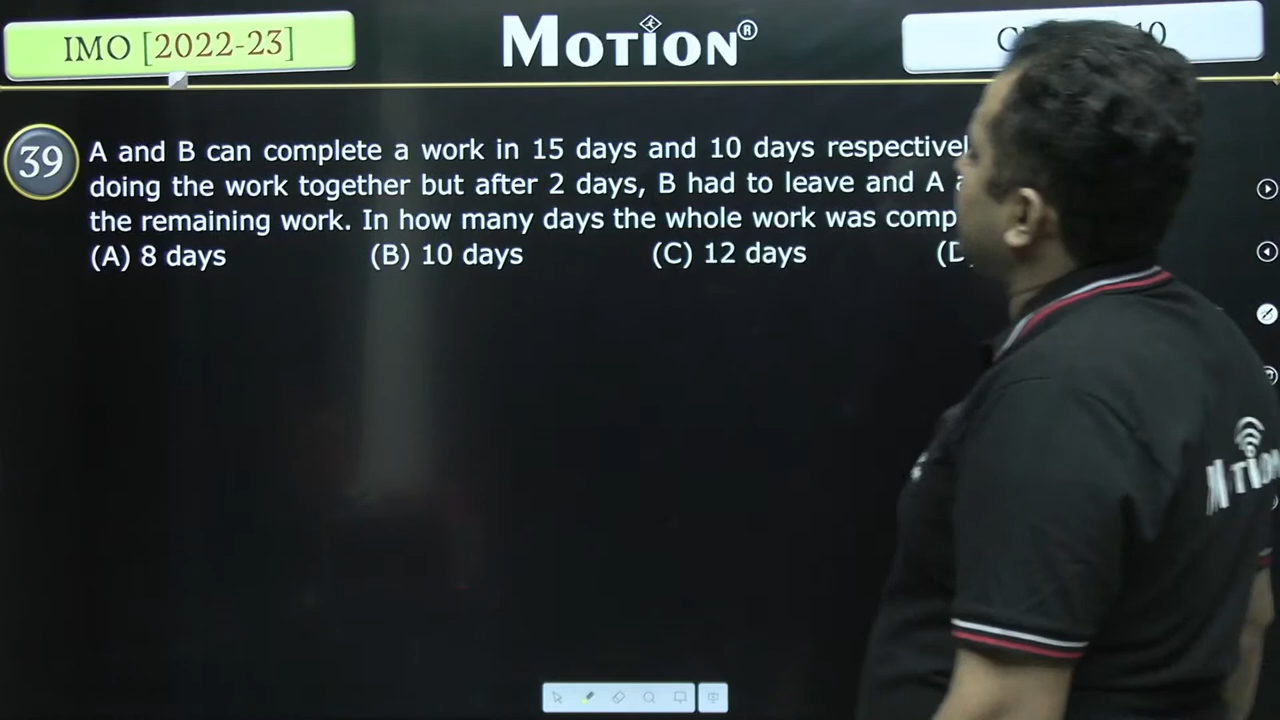 IMO [2022-23]
MOTION®
10
39
A and B can complete a work in 15 days and 10 days
doing the work together but after 2 days, B had to leave and A
the remaining work. In how many days the whole work was
(A) 8 days (B) 10 days (C) 12 days
MOTION